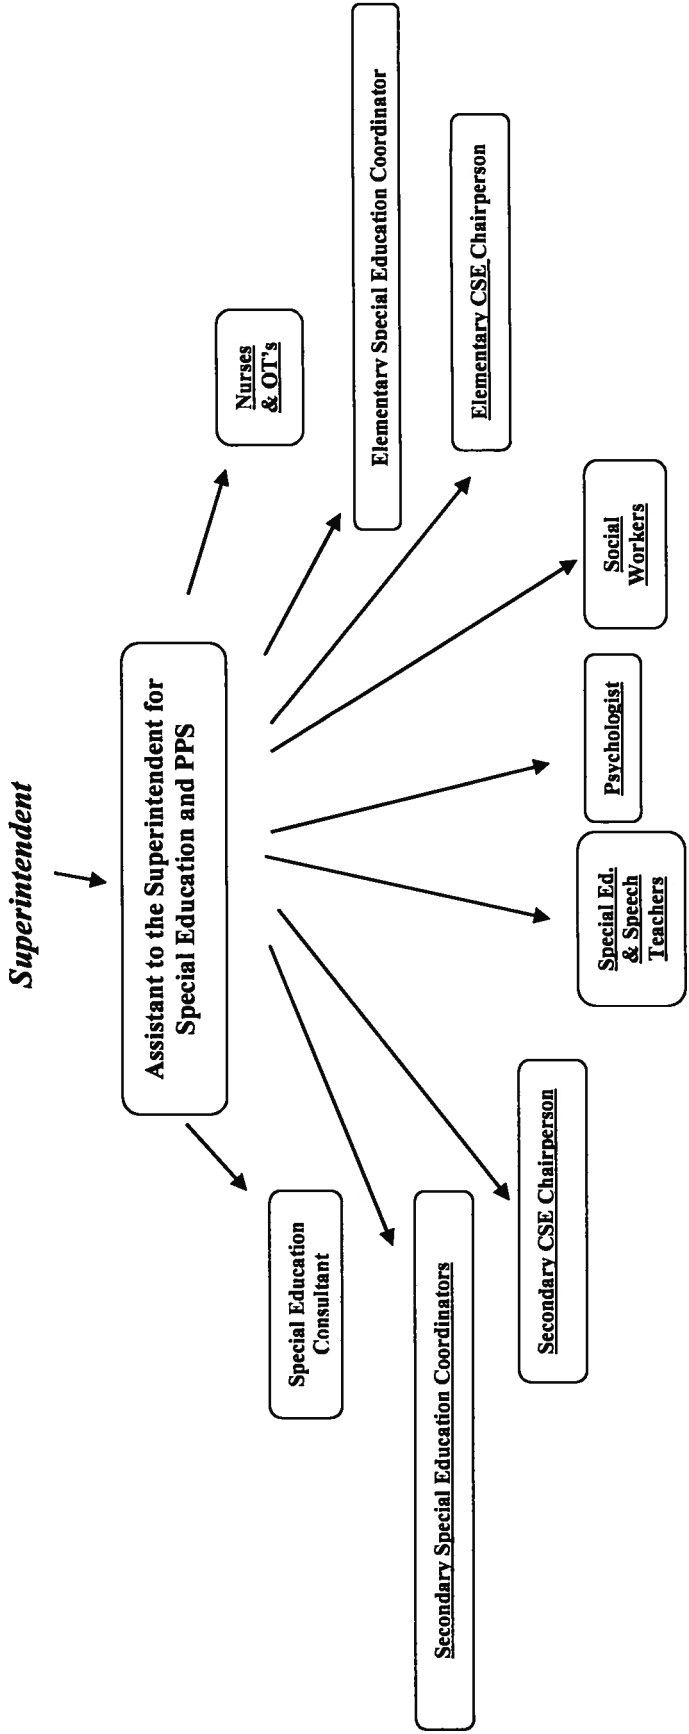 Superintendent
Assistant to the Superintendent for
Special Education and PPS
Special Education
Consultant
Nurses
& OT's
Secondary Special Education Coordinators
Elementary Special Education Coordinator
Secondary CSE Chairperson
Elementary CSE Chairperson
Special Ed.
& Speech
Teachers
Psychologist
Social
Workers